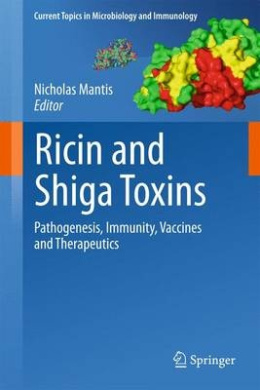 Current Topics in Microbiology and Immunology
Nicholas Mantis
Editor
Ricin and
Shiga Toxins
Pathogenesis, Immunity, Vaccines
and Therapeutics
Springer